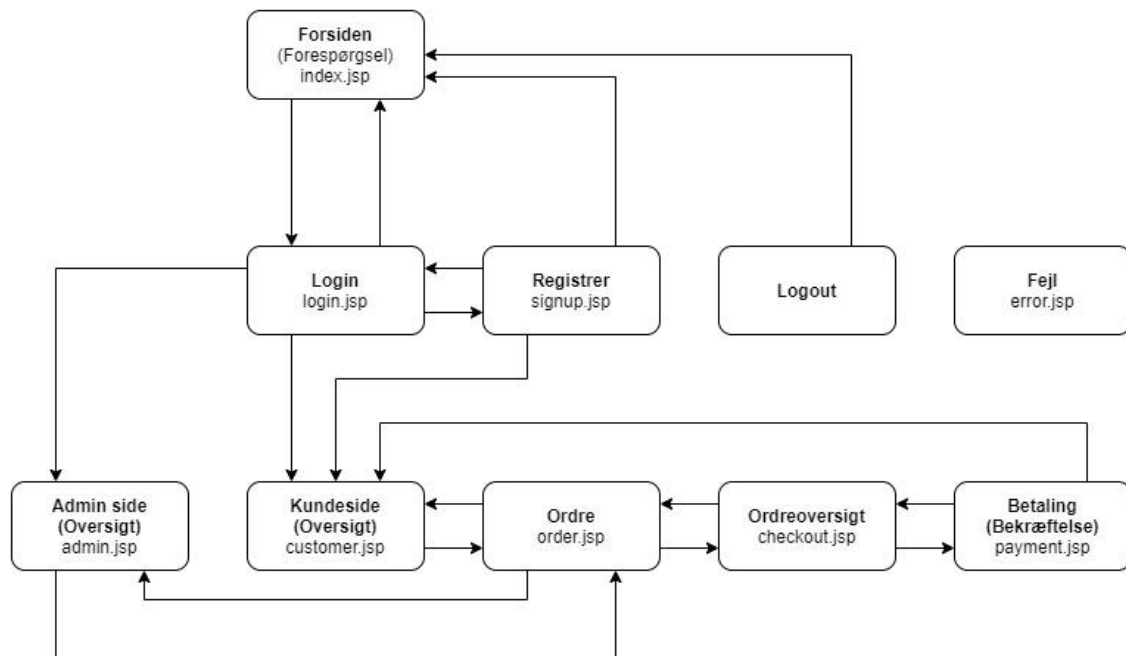 Forsiden
(Forespørgsel)
index.jsp
Login
login.jsp
Registrer
signup.jsp
Logout
Fejl
error.jsp
Admin side
(Oversigt)
admin.jsp
Kundeside
(Oversigt)
customer.jsp
Ordre
order.jsp
Ordreoversigt
checkout.jsp
Betaling
(Bekræftelse)
payment.jsp